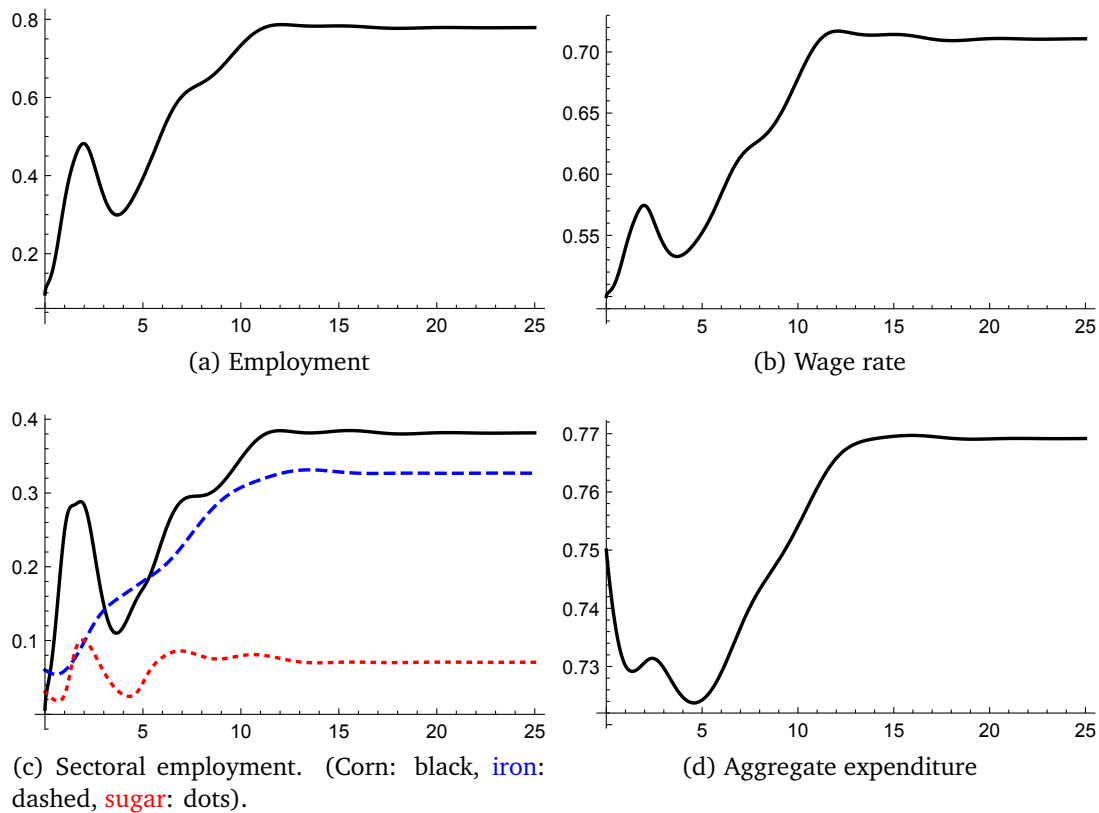 0.8
0.6
0.4
0.2
5 10 15 20 25
(a) Employment
0.70
0.65
0.60
0.55
5 10 15 20 25
(b) Wage rate
0.4
0.3
0.2
0.1
5 10 15 20 25
(c) Sectoral employment. (Corn: black, iron:
dashed, sugar: dots).
0.77
0.76
0.75
0.74
0.73
5 10 15 20 25
(d) Aggregate expenditure